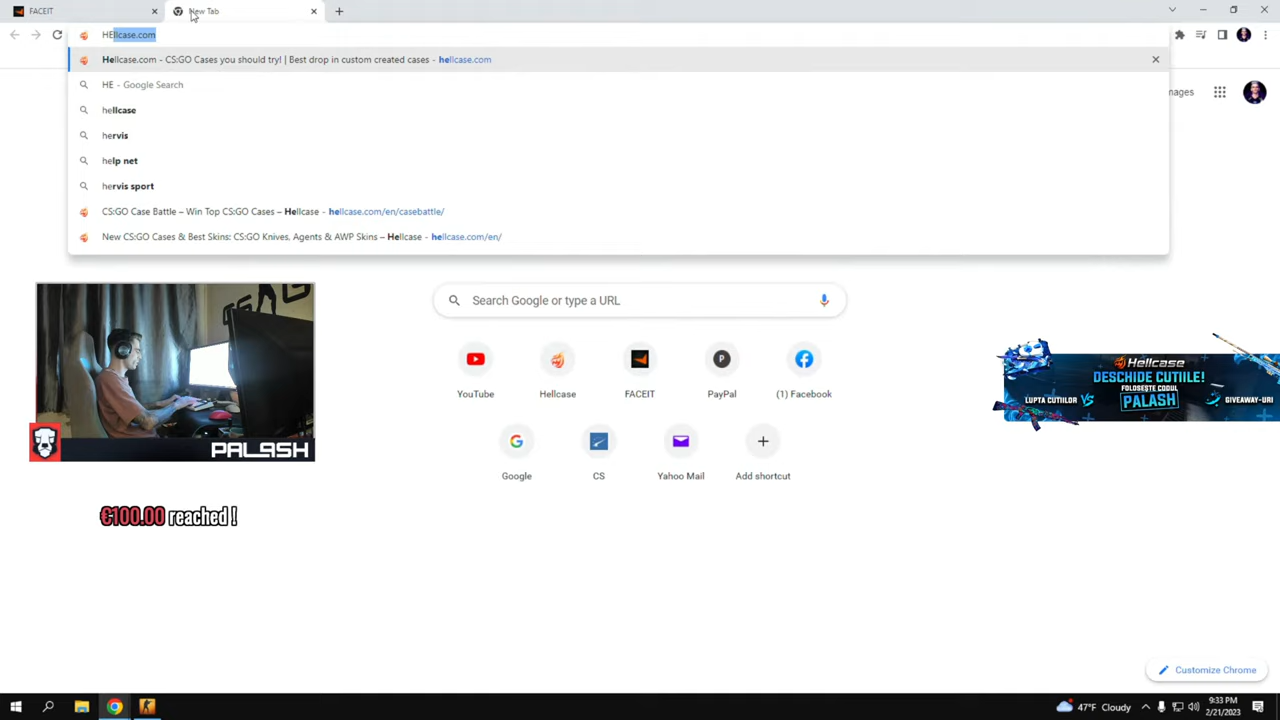 FACEIT
New Tab
HEllcase.com
Hellcase.com - CS:GO Cases you should try! | Best drop in custom created cases - hellcase.com
HE - Google Search
hellcase
hervis
help net
hervis sport
CS:GO Case Battle – Win Top CS:GO Cases – Hellcase - hellcase.com/en/casebattle/
New CS:GO Cases & Best Skins: CS:GO Knives, Agents & AWP Skins – Hellcase - hellcase.com/en/
mages
Search Google or type a URL
YouTube
Hellcase
FACEIT
P
PayPal
(1) Facebook
Google
CS
Yahoo Mail
Add shortcut
PALASH
€100.00 reached !
Hellcase
DESCHIDE CUTIILE!
FOLOSEȘTE CODUL
LUPTA CUTIILOR VS
PALASH
GIVEAWAY-URI
Customize Chrome
47°F Cloudy
9:33 PM
2/21/2023